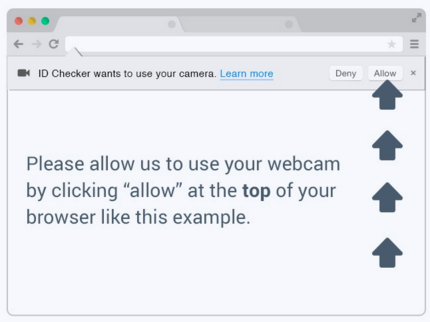 ID Checker wants to use your camera. Learn more
Deny
Allow
×
Please allow us to use your webcam
by clicking “allow” at the top of your
browser like this example.